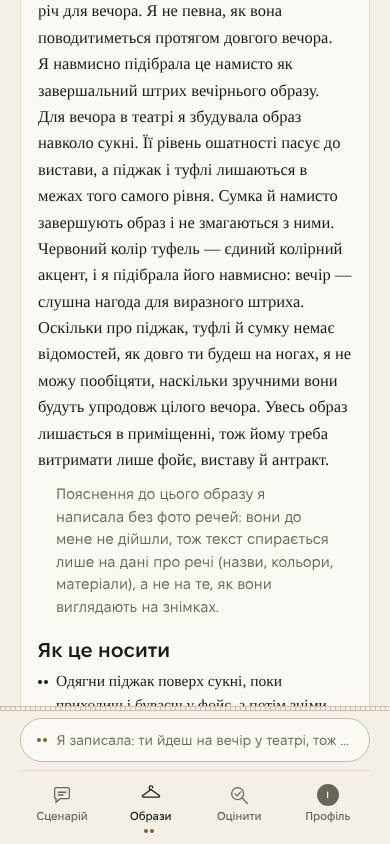 річ для вечора. Я не певна, як вона
поводитиметься протягом довгого вечора.
Я навмисно підібрала це намисто як
завершальний штрих вечірнього образу.
Для вечора в театрі я збудувала образ
навколо сукні. Її рівень ошатності пасує до
вистави, а піджак і туфлі лишаються в
межах того самого рівня. Сумка й намисто
завершують образ і не змагаються з ними.
Червоний колір туфель — єдиний колірний
акцент, і я підібрала його навмисно: вечір —
слушна нагода для виразного штриха.
Оскільки про піджак, туфлі й сумку немає
відомостей, як довго ти будеш на ногах, я не
можу пообіцяти, наскільки зручними вони
будуть упродовж цілого вечора. Увесь образ
лишається в приміщенні, тож йому треба
витримати лише фойє, виставу й антракт.
Пояснення до цього образу я
написала без фото речей: вони до
мене не дійшли, тож текст спирається
лише на дані про речі (назви, кольори,
матеріали), а не на те, як вони
виглядають на знімках.
Як це носити
•• Одягни піджак поверх сукні, поки
приходиш і буваєш у фойє, а потім зніми
•• Я записала: ти йдеш на вечір у театрі, тож ...
Сценарій
Образи
Оцінити
І
Профіль